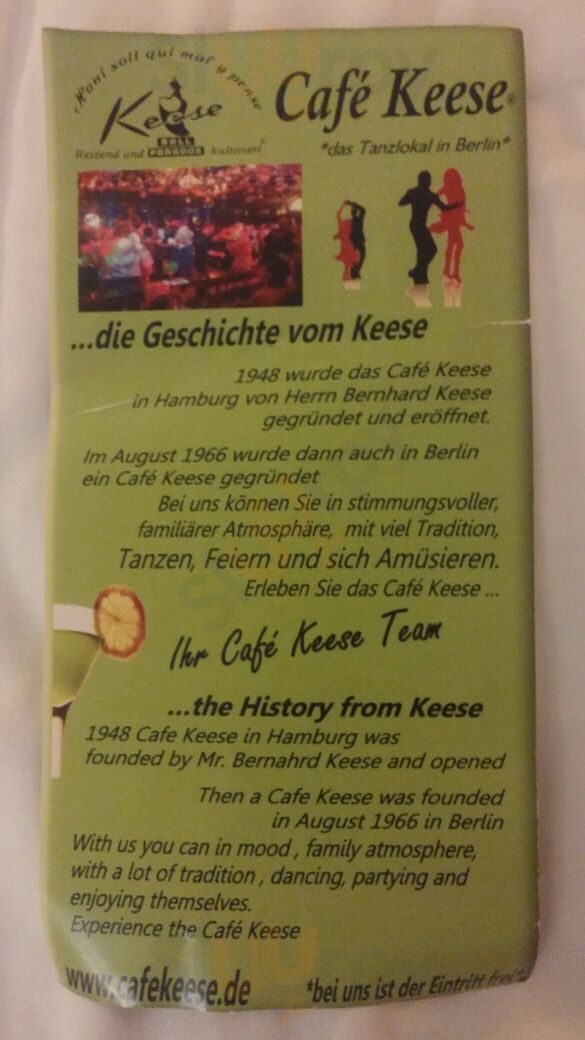 Honi soit qui mal y pense
Keese
BALL
PARADOX
Reizend und kultiviert
Café Keese®
*das Tanzlokal in Berlin*
...die Geschichte vom Keese
1948 wurde das Café Keese
in Hamburg von Herrn Bernhard Keese
gegründet und eröffnet.
Im August 1966 wurde dann auch in Berlin
ein Café Keese gegründet
Bei uns können Sie in stimmungsvoller,
familiärer Atmosphäre, mit viel Tradition,
Tanzen, Feiern und sich Amüsieren.
Erleben Sie das Café Keese ...
Ihr Café Keese Team
...the History from Keese
1948 Cafe Keese in Hamburg was
founded by Mr. Bernahrd Keese and opened
Then a Cafe Keese was founded
in August 1966 in Berlin
With us you can in mood , family atmosphere,
with a lot of tradition , dancing, partying and
enjoying themselves.
Experience the Café Keese
www.cafekeese.de
*bei uns ist der Eintritt frei*